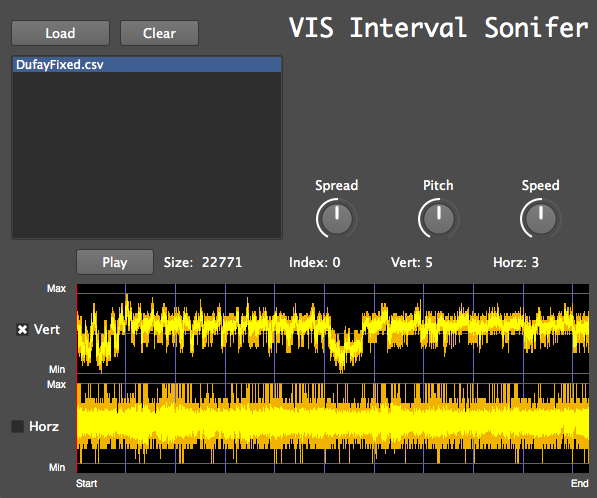 Load Clear VIS Interval Sonifer
DufayFixed.csv
Spread Pitch Speed
Play Size: 22771 Index: 0 Vert: 5 Horz: 3
Max
Vert
Min
Max
Horz
Min
Start End